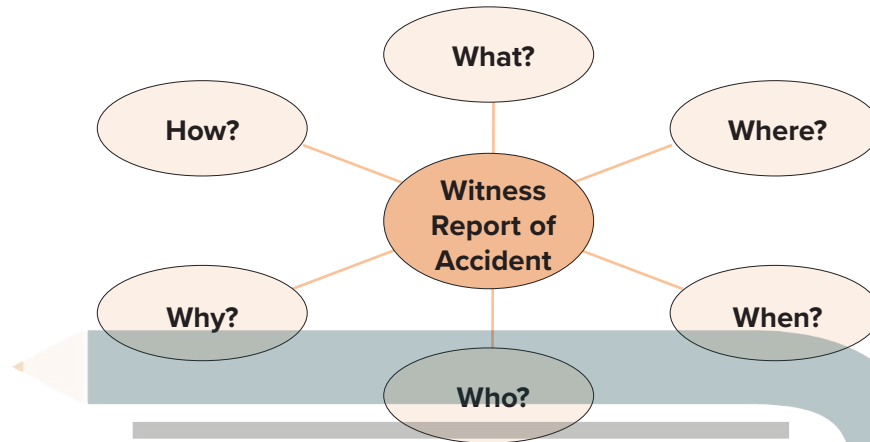 What?
How?
Where?
Witness
Report of
Accident
Why?
When?
Who?